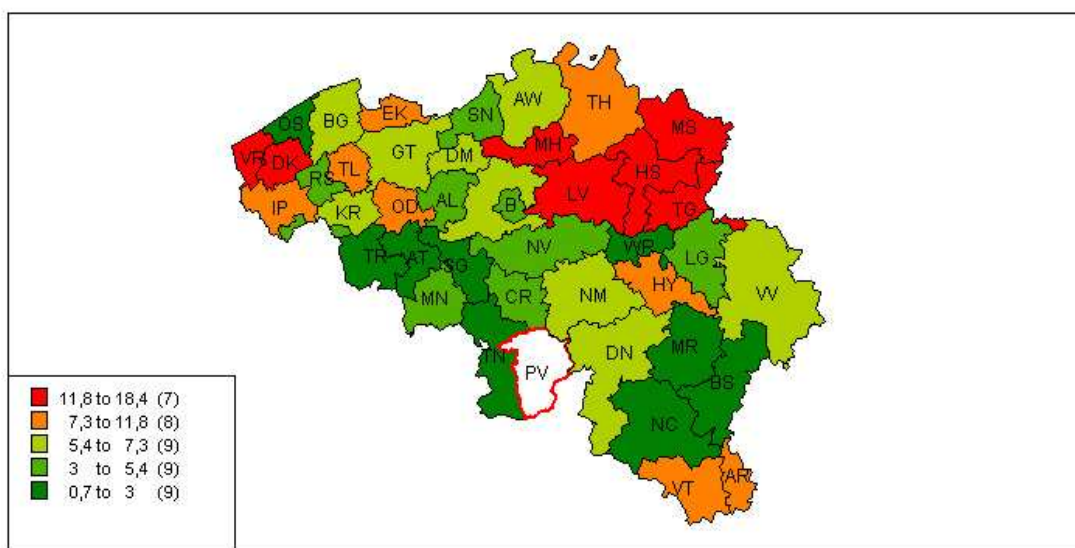 TH
AW
EK
SN
BG
OS
MS
MH
GT
DM
HS
VR
DK
TL
RS
LV
AL
B
IP
OD
KR
TG
NV
WR
TR
AT
SG
LG
HY
VV
MN
CR
NM
MR
DN
TN
PV
BS
NC
VT
AR
11,8 to 18,4 (7)
7,3 to 11,8 (8)
5,4 to 7,3 (9)
3 to 5,4 (9)
0,7 to 3 (9)